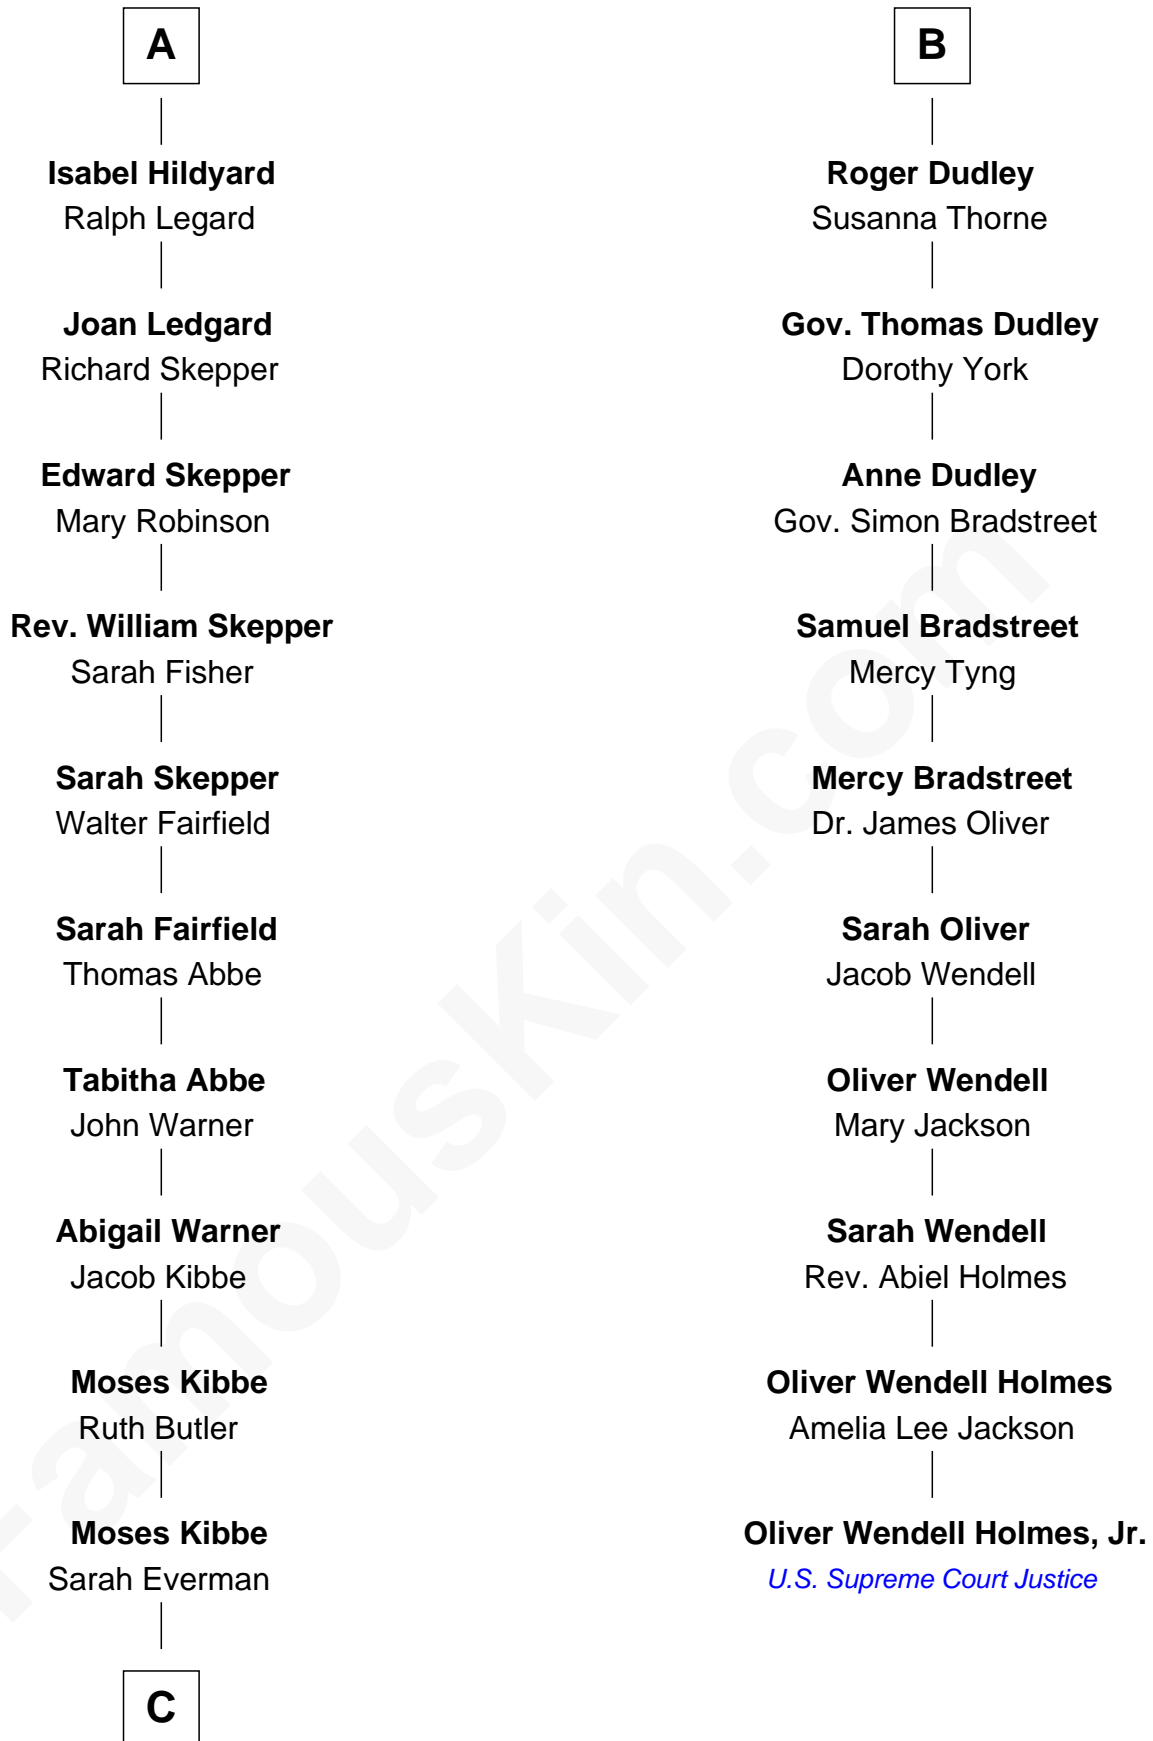 A
Isabel Hildyard
Ralph Legard
Joan Ledgard
Richard Skepper
Edward Skepper
Mary Robinson
Rev. William Skepper
Sarah Fisher
Sarah Skepper
Walter Fairfield
Sarah Fairfield
Thomas Abbe
Tabitha Abbe
John Warner
Abigail Warner
Jacob Kibbe
Moses Kibbe
Ruth Butler
Moses Kibbe
Sarah Everman
C
B
Roger Dudley
Susanna Thorne
Gov. Thomas Dudley
Dorothy York
Anne Dudley
Gov. Simon Bradstreet
Samuel Bradstreet
Mercy Tyng
Mercy Bradstreet
Dr. James Oliver
Sarah Oliver
Jacob Wendell
Oliver Wendell
Mary Jackson
Sarah Wendell
Rev. Abiel Holmes
Oliver Wendell Holmes
Amelia Lee Jackson
Oliver Wendell Holmes, Jr.
U.S. Supreme Court Justice
FamousKin.com